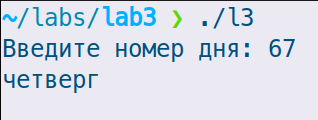 ~/labs/lab3 ❯ ./l3
Введите номер дня: 67
четверг